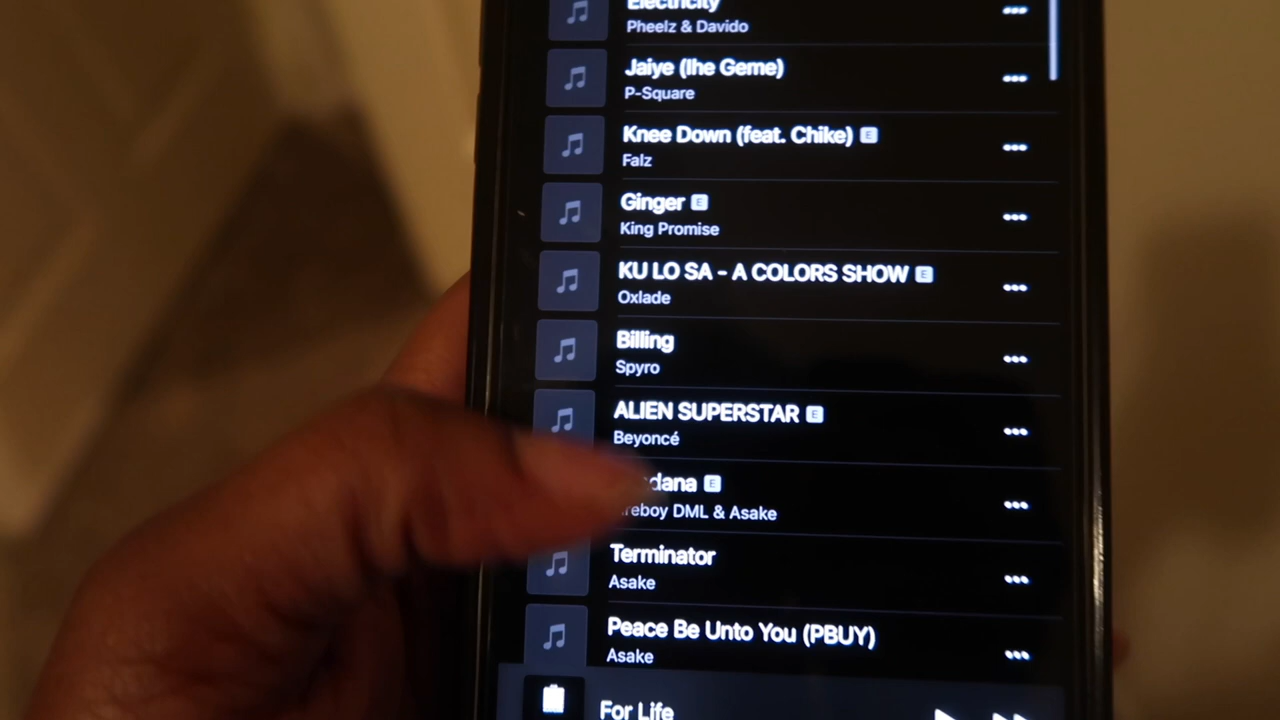 Electricity
Pheelz & Davido
Jaiye (Ihe Geme)
P-Square
Knee Down (feat. Chike) E
Falz
Ginger E
King Promise
KU LO SA - A COLORS SHOW E
Oxlade
Billing
Spyro
ALIEN SUPERSTAR E
Beyoncé
dana E
reboy DML & Asake
Terminator
Asake
Peace Be Unto You (PBUY)
Asake
For Life